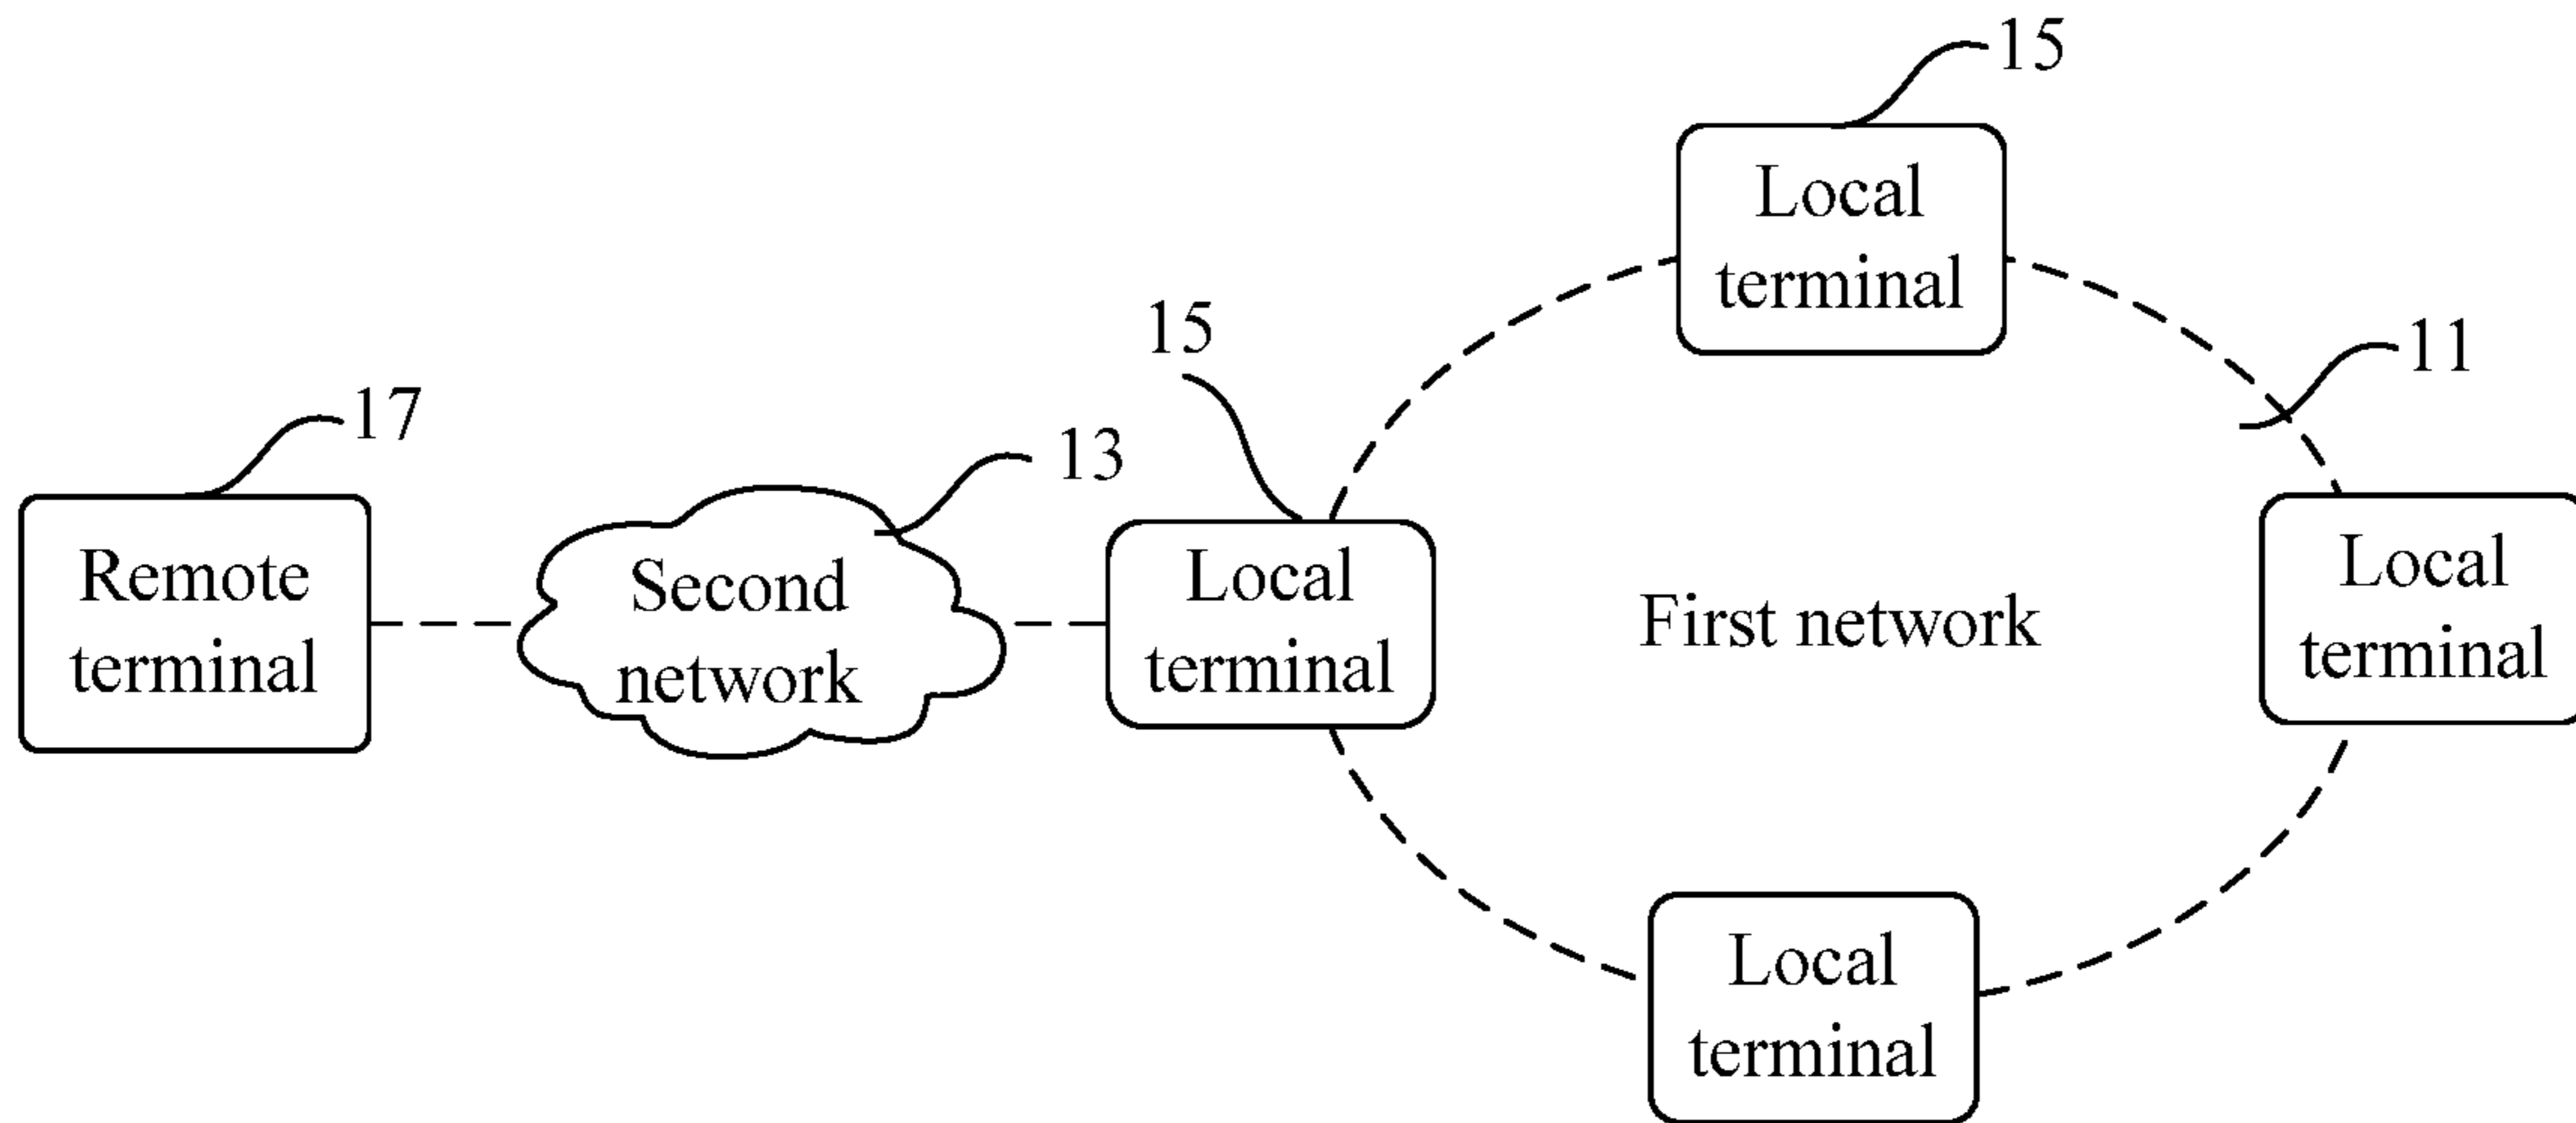 15
Local
terminal
15
11
17
13
Remote
terminal
Second
network
Local
terminal
First network
Local
terminal
Local
terminal